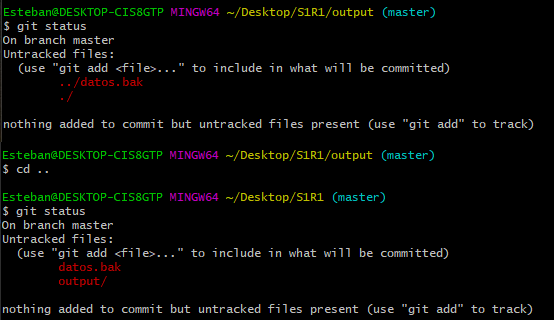 Esteban@DESKTOP-CIS8GTP MINGW64 ~/Desktop/S1R1/output (master)
$ git status
On branch master
Untracked files:
  (use "git add <file>..." to include in what will be committed)
        ../datos.bak
        ./

nothing added to commit but untracked files present (use "git add" to track)

Esteban@DESKTOP-CIS8GTP MINGW64 ~/Desktop/S1R1/output (master)
$ cd ..

Esteban@DESKTOP-CIS8GTP MINGW64 ~/Desktop/S1R1 (master)
$ git status
On branch master
Untracked files:
  (use "git add <file>..." to include in what will be committed)
        datos.bak
        output/

nothing added to commit but untracked files present (use "git add" to track)